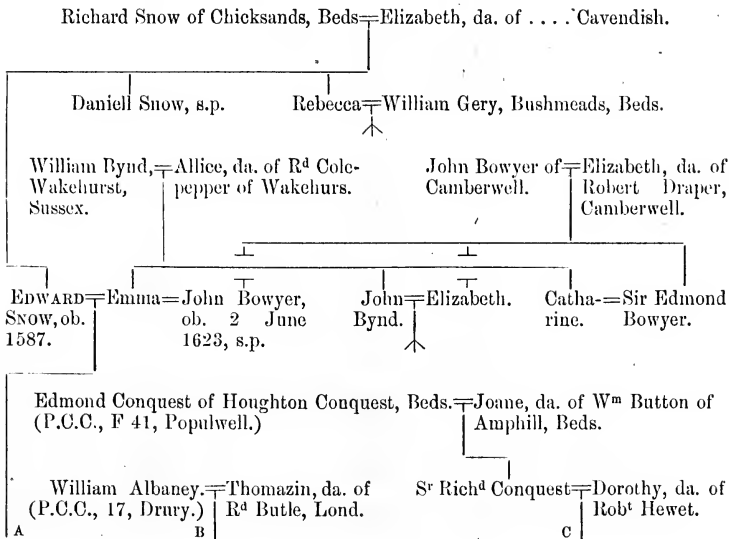 Richard Snow of Chicksands, Beds=Elizabeth, da. of . . . . Cavendish.
Daniell Snow, s.p. Rebecca=William Gery, Bushmeads, Beds.
William Bynd,=Allice, da. of Rᵈ Cole- John Bowyer of=Elizabeth, da. of
Wakehurst, pepper of Wakehurs. Camberwell. Robert Draper,
Sussex. Camberwell.
EDWARD=Emma=John Bowyer, John=Elizabeth. Catha-=Sir Edmond
SNOW, ob. ob. 2 June Bynd. rine. Bowyer.
1587. 1623, s.p.
Edmond Conquest of Houghton Conquest, Beds.=Joane, da. of Wᵐ Button of
(P.C.C., F 41, Populwell.) Amphill, Beds.
William Albaney.=Thomazin, da. of Sʳ Richᵈ Conquest=Dorothy, da. of
(P.C.C., 17, Drury.) Rᵈ Butle, Lond. Robᵗ Hewet.
A B C